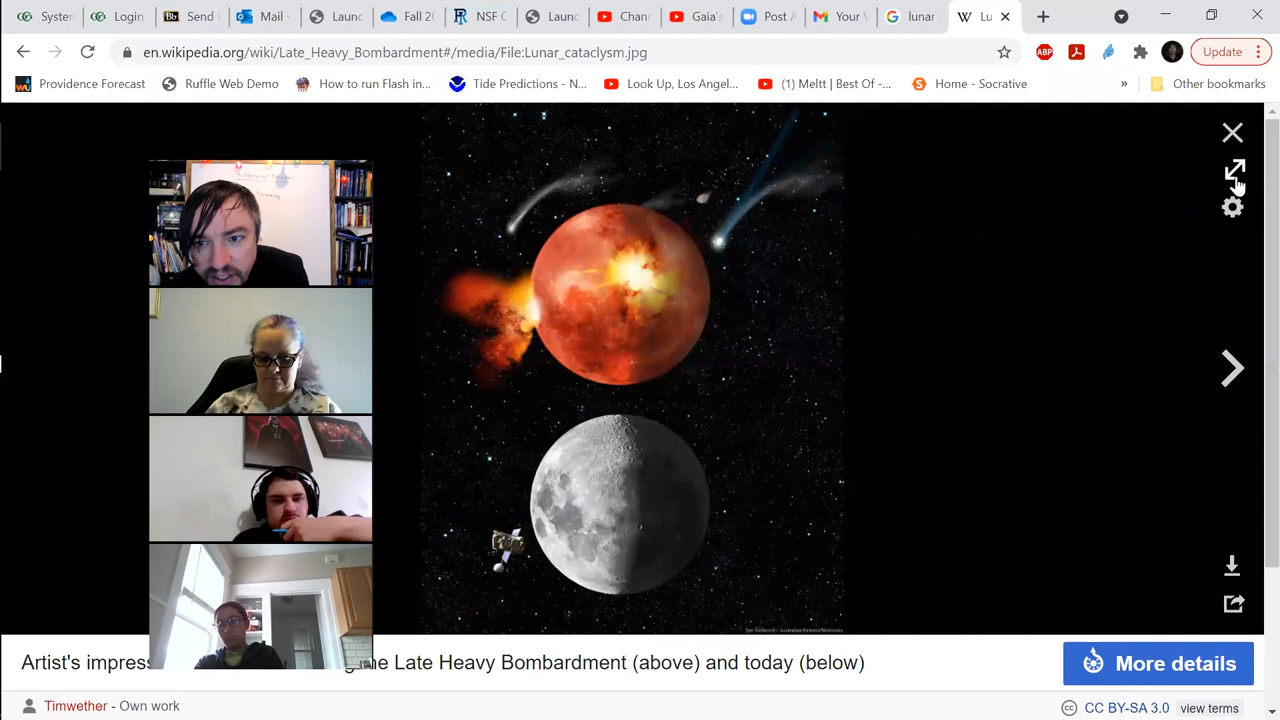 System
Login
Send
Mail -
Launc
Fall 20
NSF C
Launc
Chan
Gaia's
Post A
Your V
lunar
Lu
en.wikipedia.org/wiki/Late_Heavy_Bombardment#/media/File:Lunar_cataclysm.jpg
ABP
Update
Providence Forecast
Ruffle Web Demo
How to run Flash in...
Tide Predictions - N...
Look Up, Los Angel...
(1) Meltt | Best Of -...
Home - Socrative
»
Other bookmarks
Artist's impress
he Late Heavy Bombardment (above) and today (below)
More details
Timwether - Own work
CC BY-SA 3.0 view terms